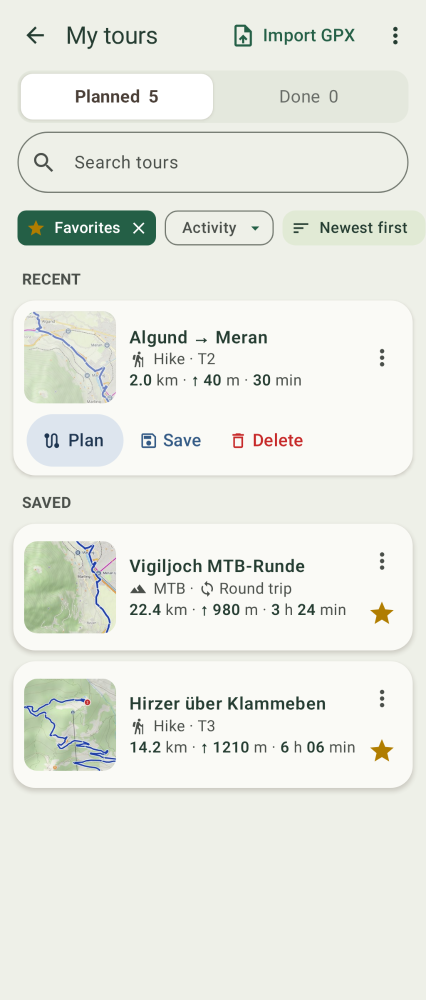 My tours
Import GPX
Planned 5
Done 0
Search tours
Favorites
Activity
Newest first
RECENT
Algund → Meran
Hike · T2
2.0 km · ↑ 40 m · 30 min
Plan
Save
Delete
SAVED
Vigiljoch MTB-Runde
MTB · Round trip
22.4 km · ↑ 980 m · 3 h 24 min
Hirzer über Klammeben
Hike · T3
14.2 km · ↑ 1210 m · 6 h 06 min